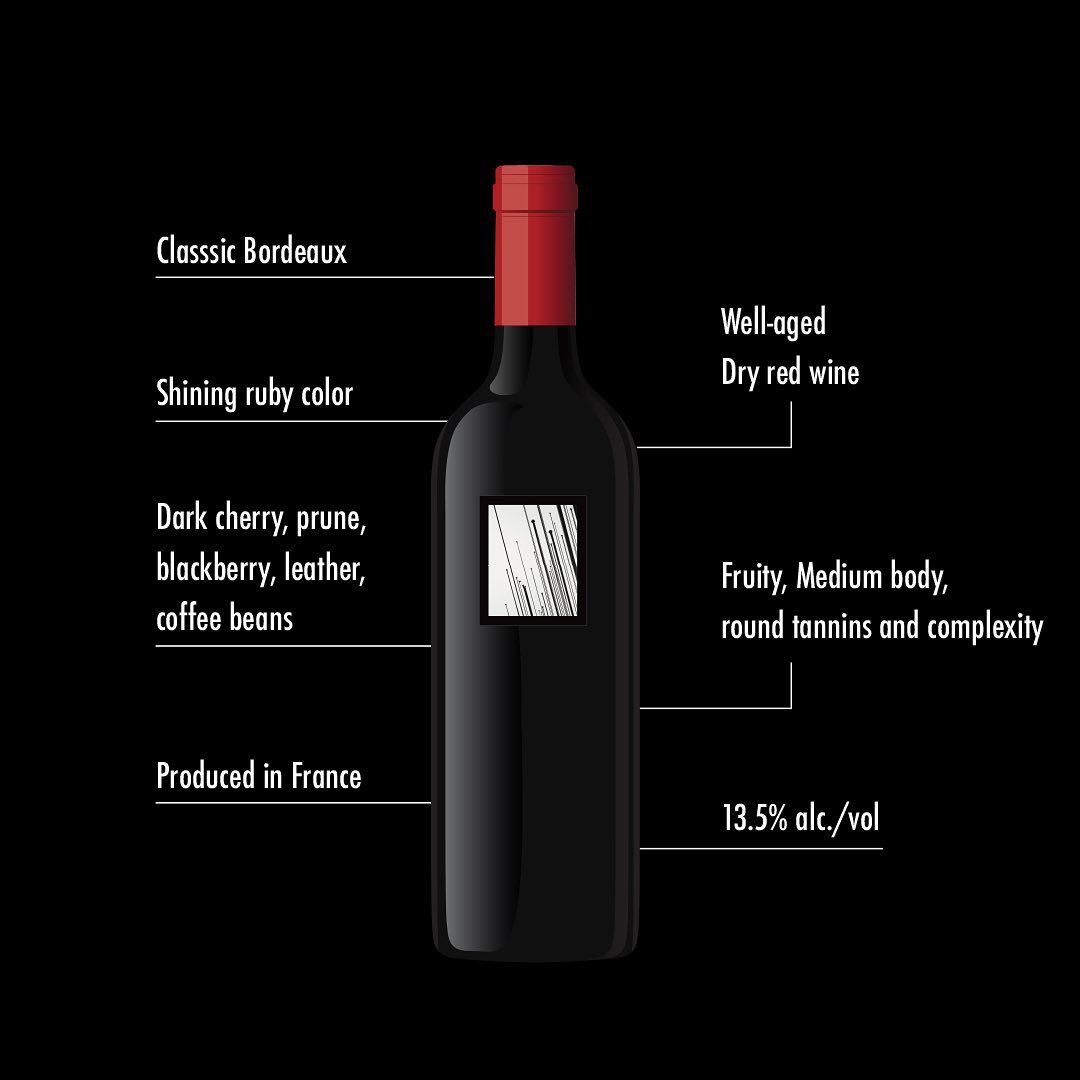 Classsic Bordeaux
Shining ruby color
Dark cherry, prune,
blackberry, leather,
coffee beans
Produced in France
Well-aged
Dry red wine
Fruity, Medium body,
round tannins and complexity
13.5% alc./vol